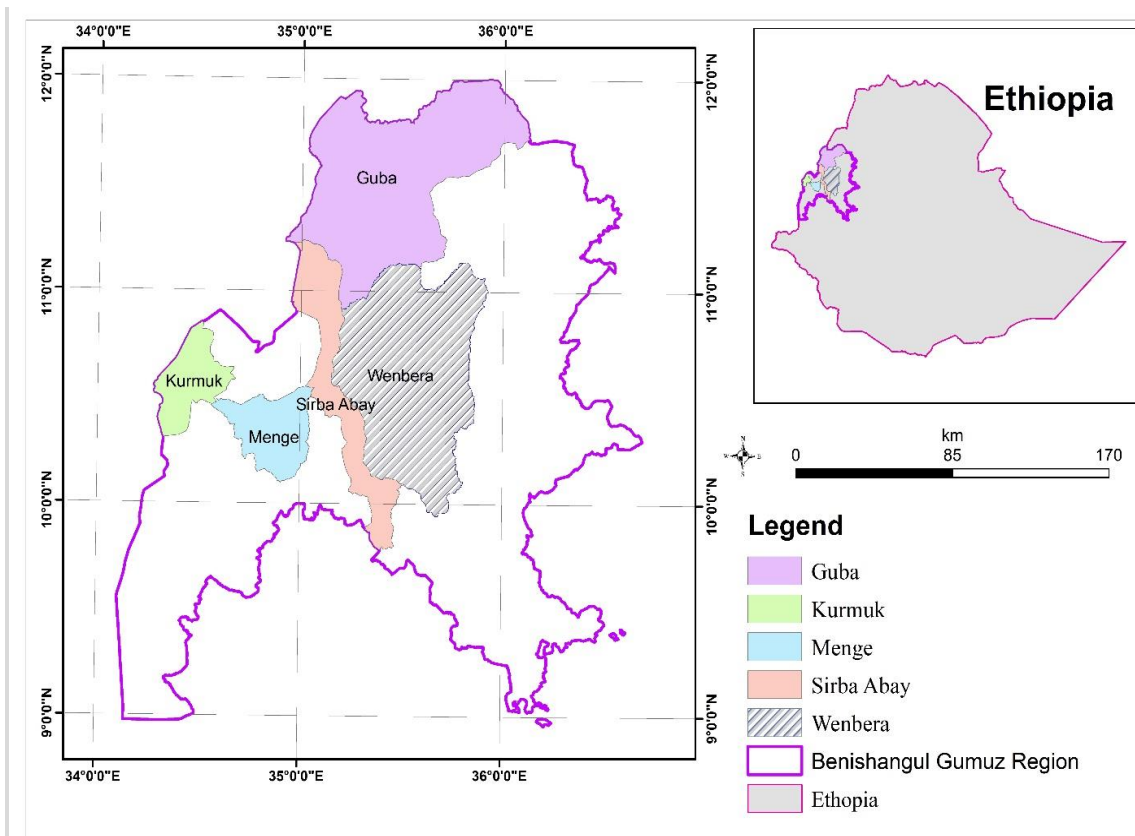 34°0'0"E
35°0'0"E
36°0'0"E
12°0'0"N
12°0'0"N
Ethiopia
Guba
11°0'0"N
11°0'0"N
Kurmuk
Wenbera
Sirba Abay
Menge
km
0
85
170
10°0'0"N
10°0'0"N
Legend
Guba
Kurmuk
Menge
Sirba Abay
Wenbera
Benishangul Gumuz Region
Ethopia
9°0'0"N
9°0'0"N
34°0'0"E
35°0'0"E
36°0'0"E